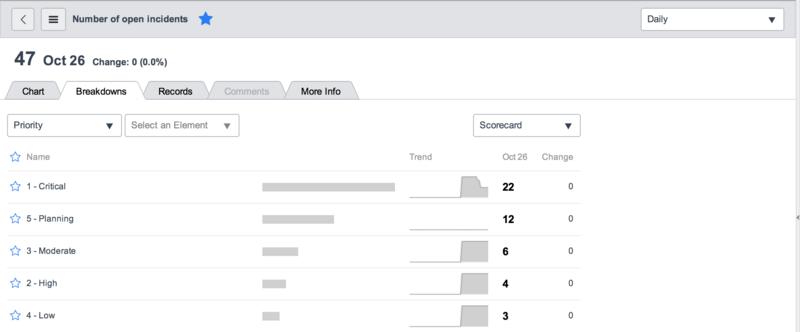 Number of open incidents Daily
47 Oct 26 Change: 0 (0.0%)
Chart Breakdowns Records Comments More Info
Priority Select an Element Scorecard
Name Trend Oct 26 Change
1 - Critical 22 0
5 - Planning 12 0
3 - Moderate 6 0
2 - High 4 0
4 - Low 3 0